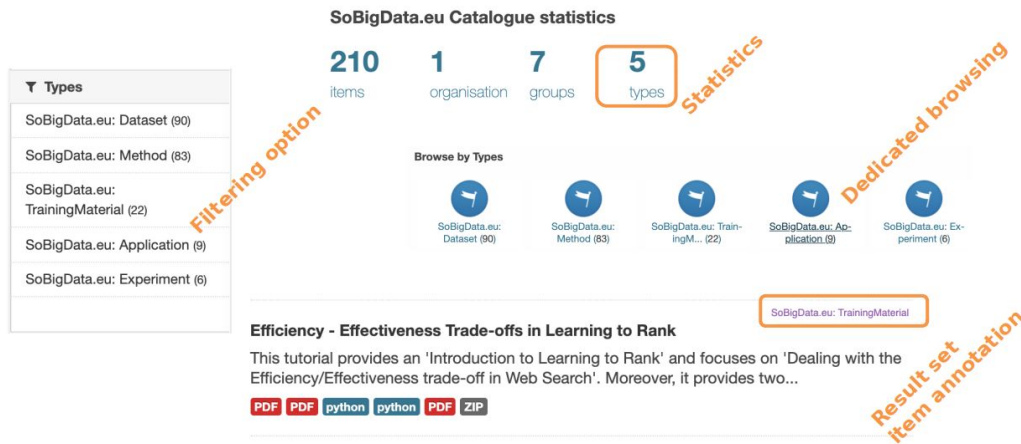 SoBigData.eu Catalogue statistics
210
items
1
organisation
7
groups
5
types
Statistics
Types
SoBigData.eu: Dataset (90)
SoBigData.eu: Method (83)
SoBigData.eu:
TrainingMaterial (22)
SoBigData.eu: Application (9)
SoBigData.eu: Experiment (6)
Filtering option
Browse by Types
SoBigData.eu:
Dataset (90)
SoBigData.eu:
Method (83)
SoBigData.eu: Train-
ingM... (22)
SoBigData.eu: Ap-
plication (9)
SoBigData.eu: Ex-
periment (6)
Dedicated browsing
SoBigData.eu: TrainingMaterial
Efficiency - Effectiveness Trade-offs in Learning to Rank
This tutorial provides an 'Introduction to Learning to Rank' and focuses on 'Dealing with the
Efficiency/Effectiveness trade-off in Web Search'. Moreover, it provides two...
PDF PDF python python PDF ZIP
Result set
item annotation